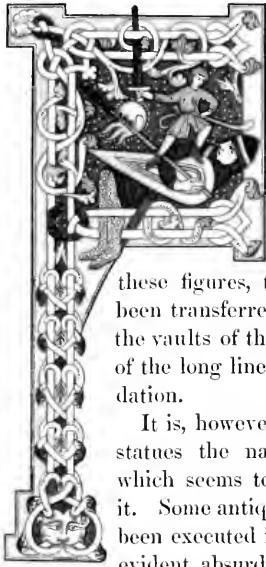 these figures, t
been transferre
the vaults of th
of the long line
dation.
It is, howeve
statues the na
which seems to
it. Some antiq
been executed i
evident absurd